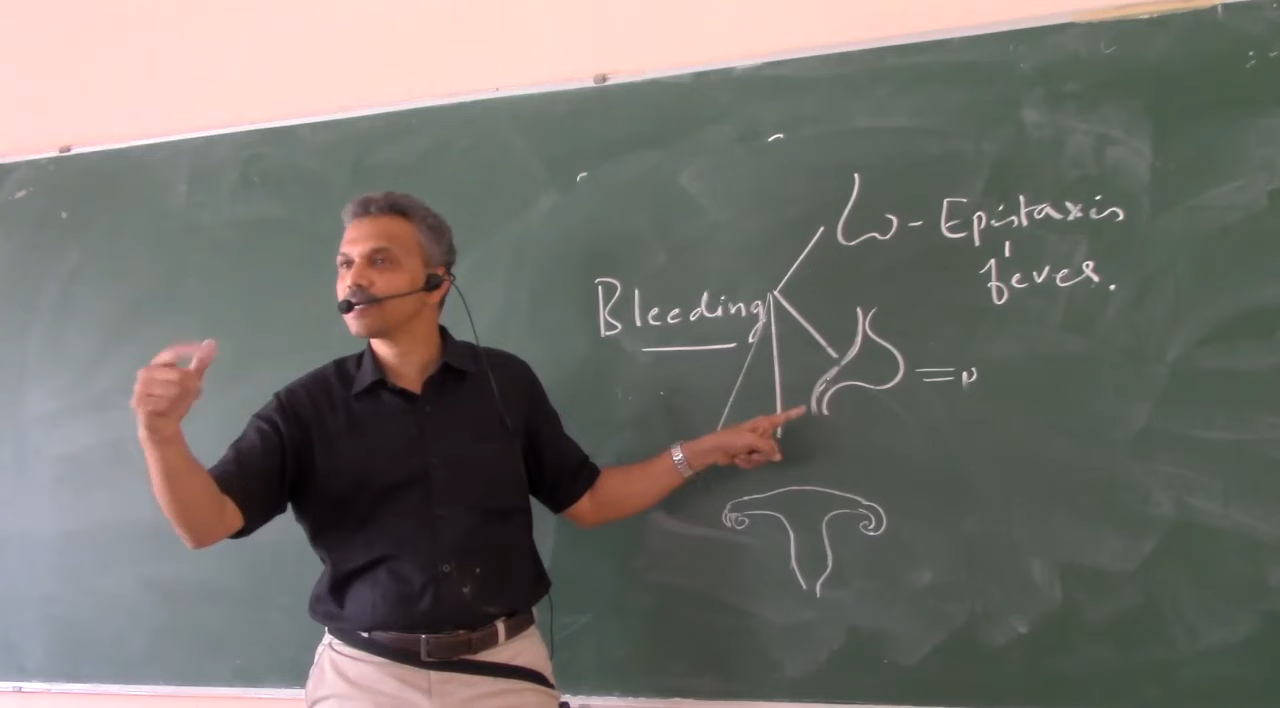 - Epistaxis
fever.
Bleeding
=